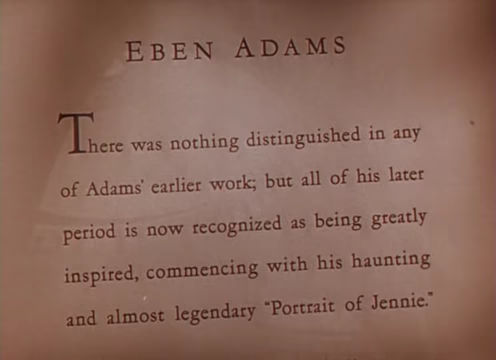 EBEN ADAMS
There was nothing distinguished in any
of Adams' earlier work; but all of his later
period is now recognized as being greatly
inspired, commencing with his haunting
and almost legendary "Portrait of Jennie."